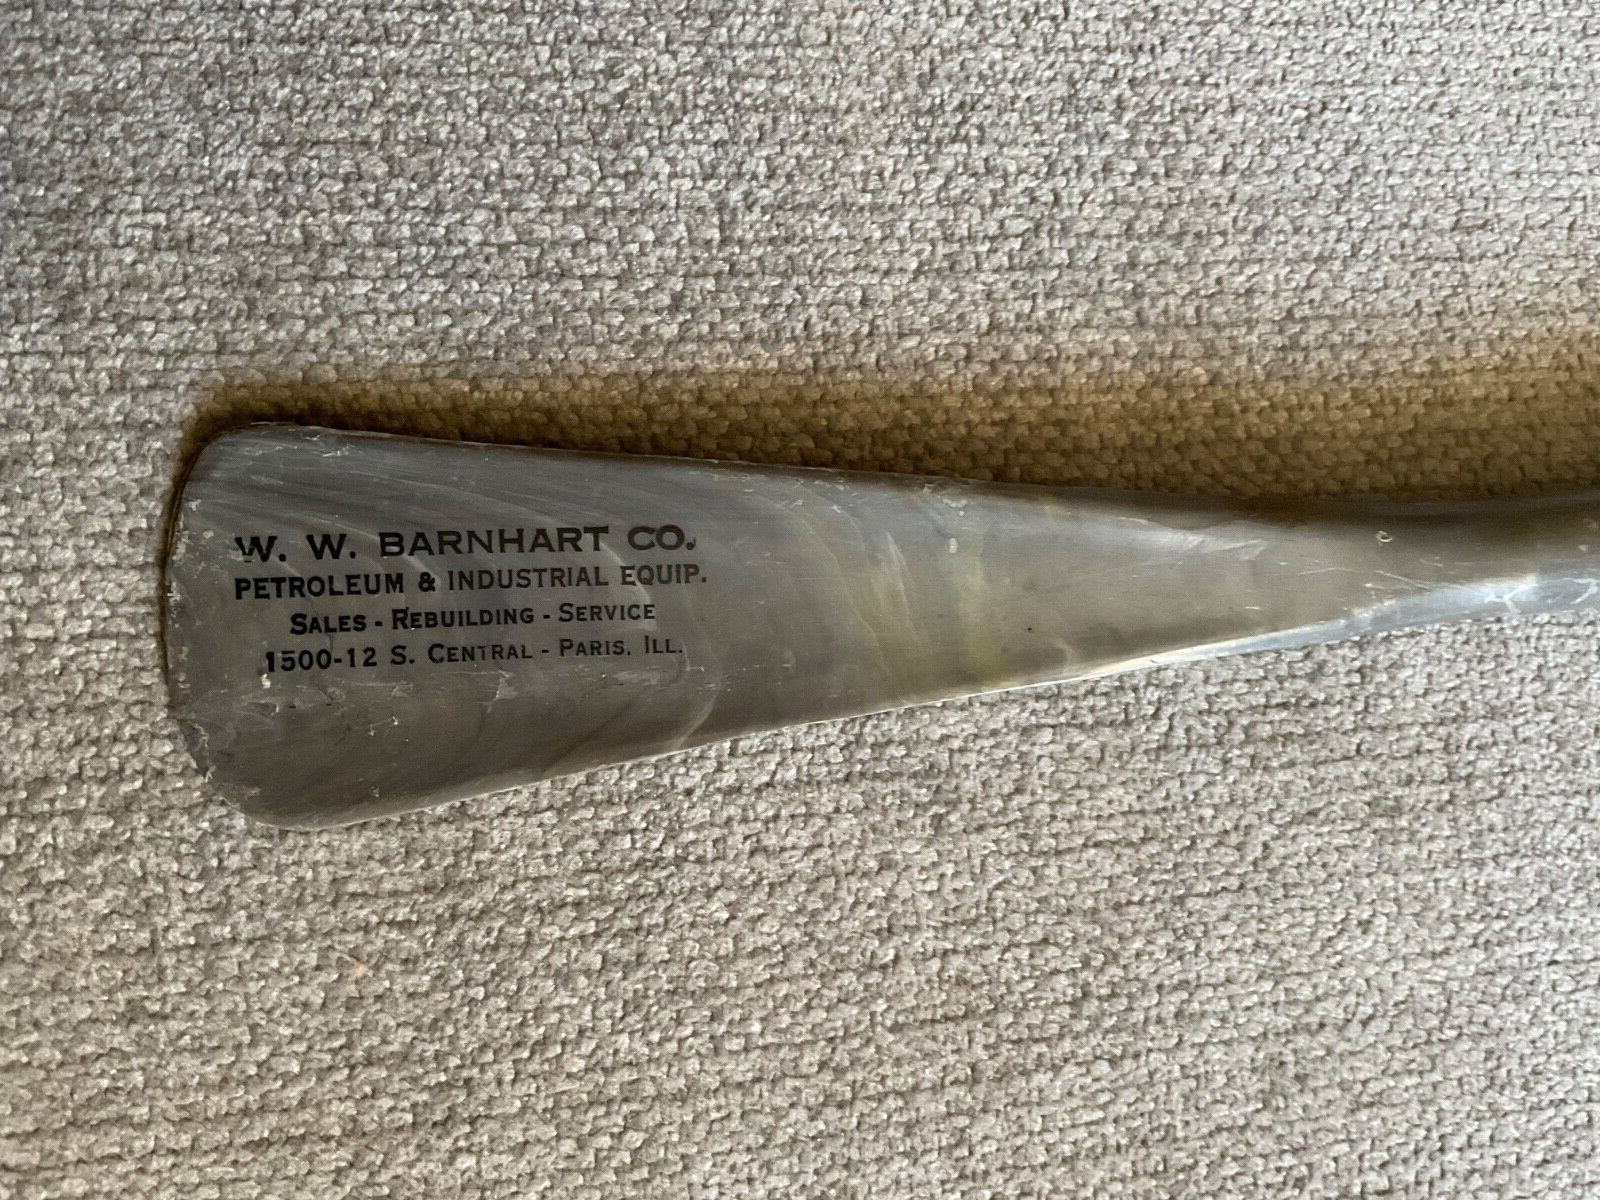 W. W. BARNHART CO.
PETROLEUM & INDUSTRIAL EQUIP.
SALES - REBUILDING - SERVICE
1500-12 S. CENTRAL - PARIS, ILL.